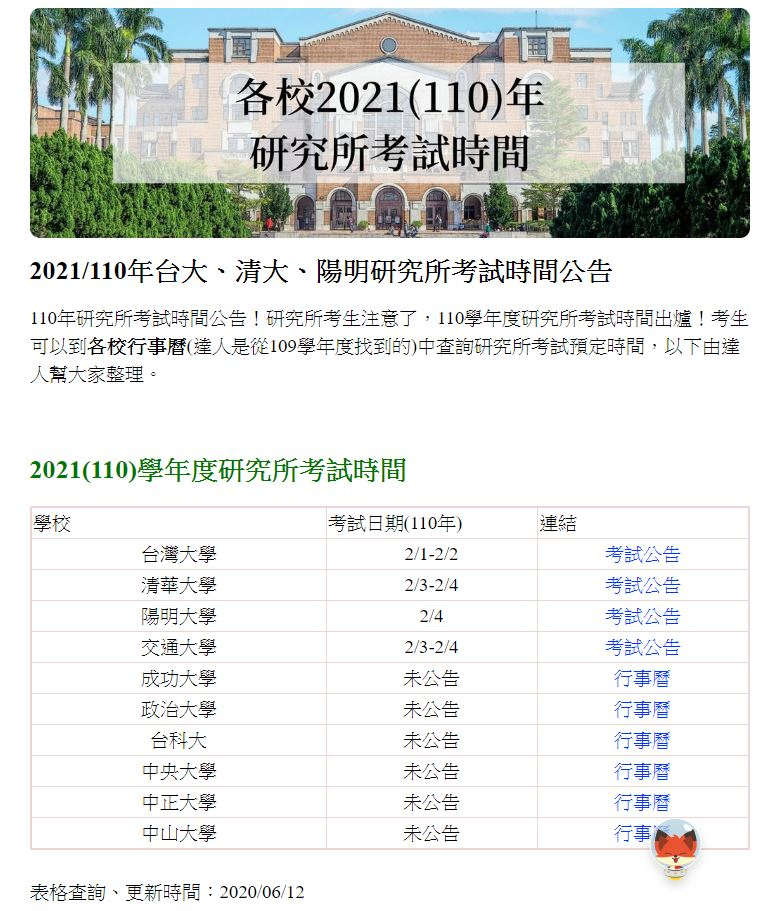 各校2021(110)年
研究所考試時間
2021/110年台大、清大、陽明研究所考試時間公告
110年研究所考試時間公告！研究所考生注意了，110學年度研究所考試時間出爐！考生
可以到各校行事曆(達人是從109學年度找到的)中查詢研究所考試預定時間，以下由達
人幫大家整理。
2021(110)學年度研究所考試時間
學校 考試日期(110年) 連結
台灣大學 2/1-2/2 考試公告
清華大學 2/3-2/4 考試公告
陽明大學 2/4 考試公告
交通大學 2/3-2/4 考試公告
成功大學 未公告 行事曆
政治大學 未公告 行事曆
台科大 未公告 行事曆
中央大學 未公告 行事曆
中正大學 未公告 行事曆
中山大學 未公告 行事曆
表格查詢、更新時間：2020/06/12